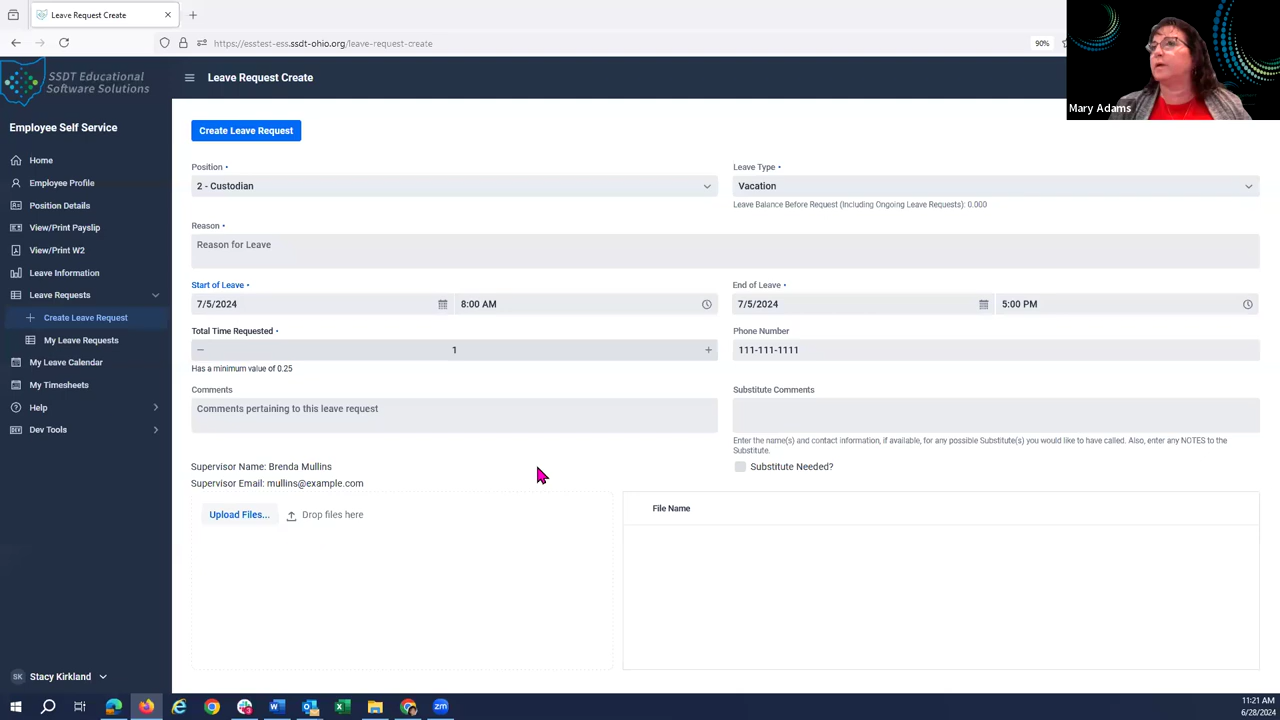 Leave Request Create
https://esstest-ess.ssdt-ohio.org/leave-request-create
90%
SSDT Educational
Software Solutions
Leave Request Create
Mary Adams
Employee Self Service
Home
Employee Profile
Position Details
View/Print Payslip
View/Print W2
Leave Information
Leave Requests
Create Leave Request
My Leave Requests
My Leave Calendar
My Timesheets
Help
Dev Tools
SK Stacy Kirkland
Create Leave Request
Position •
2 - Custodian
Leave Type •
Vacation
Leave Balance Before Request (Including Ongoing Leave Requests): 0.000
Reason •
Reason for Leave
Start of Leave •
7/5/2024 8:00 AM
End of Leave •
7/5/2024 5:00 PM
Total Time Requested •
1
Has a minimum value of 0.25
Phone Number
111-111-1111
Comments
Comments pertaining to this leave request
Substitute Comments
Enter the name(s) and contact information, if available, for any possible Substitute(s) you would like to have called. Also, enter any NOTES to the
Substitute.
Substitute Needed?
Supervisor Name: Brenda Mullins
Supervisor Email: mullins@example.com
Upload Files... Drop files here
File Name
zm
11:21 AM
6/28/2024